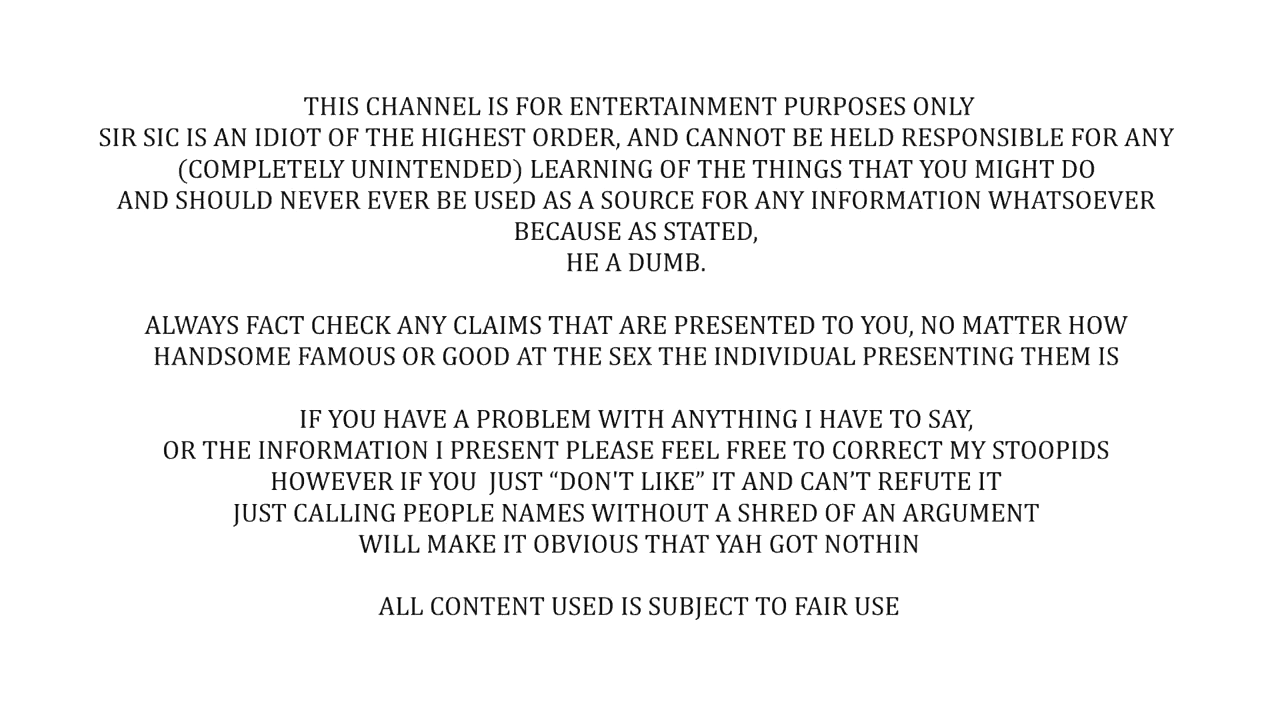 THIS CHANNEL IS FOR ENTERTAINMENT PURPOSES ONLY
SIR SIC IS AN IDIOT OF THE HIGHEST ORDER, AND CANNOT BE HELD RESPONSIBLE FOR ANY
(COMPLETELY UNINTENDED) LEARNING OF THE THINGS THAT YOU MIGHT DO
AND SHOULD NEVER EVER BE USED AS A SOURCE FOR ANY INFORMATION WHATSOEVER
BECAUSE AS STATED,
HE A DUMB.
ALWAYS FACT CHECK ANY CLAIMS THAT ARE PRESENTED TO YOU, NO MATTER HOW
HANDSOME FAMOUS OR GOOD AT THE SEX THE INDIVIDUAL PRESENTING THEM IS
IF YOU HAVE A PROBLEM WITH ANYTHING I HAVE TO SAY,
OR THE INFORMATION I PRESENT PLEASE FEEL FREE TO CORRECT MY STOOPIDS
HOWEVER IF YOU  JUST “DON'T LIKE” IT AND CAN’T REFUTE IT
JUST CALLING PEOPLE NAMES WITHOUT A SHRED OF AN ARGUMENT
WILL MAKE IT OBVIOUS THAT YAH GOT NOTHIN
ALL CONTENT USED IS SUBJECT TO FAIR USE